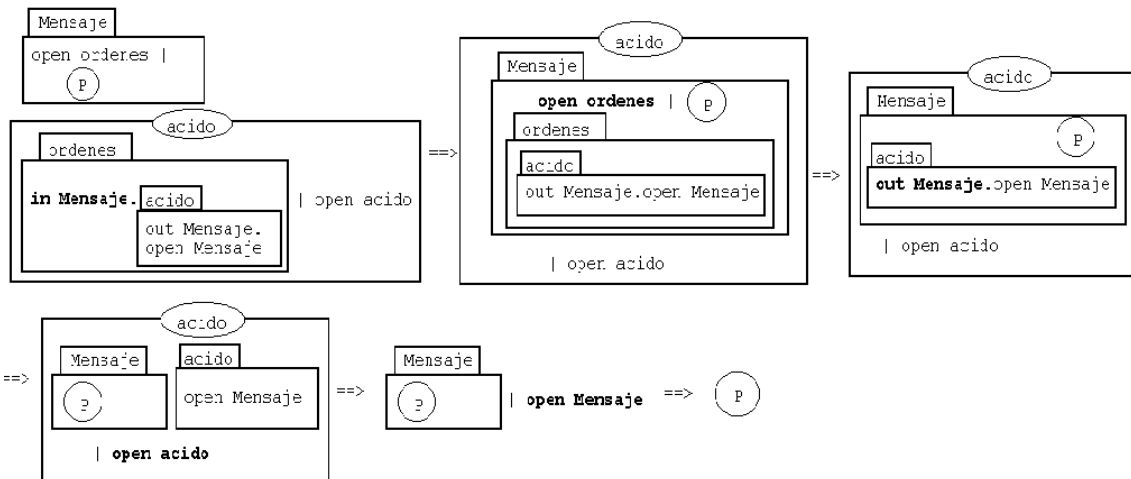 Mensaje
open ordenes |
P
acido
ordenes
in Mensaje. acido
out Mensaje.
open Mensaje
| open acido
==>
acido
Mensaje
open ordenes | P
ordenes
acido
out Mensaje.open Mensaje
| open acido
==>
acido
Mensaje
P
acido
out Mensaje.open Mensaje
| open acido
==>
acido
Mensaje
P
acido
open Mensaje
| open acido
==>
Mensaje
P
| open Mensaje
==>
P